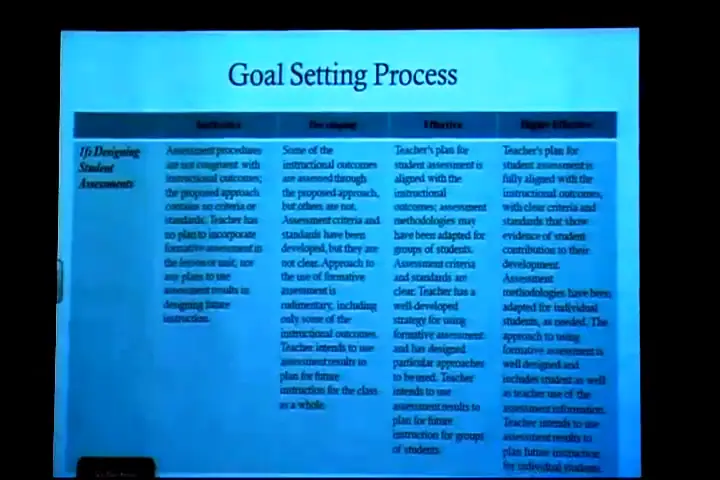 Goal Setting Process
Ineffective
Developing
Effective
Highly Effective
1f: Designing
Student
Assessments
Assessment procedures
are not congruent with
instructional outcomes;
the proposed approach
contains no criteria or
standards. Teacher has
no plan to incorporate
formative assessment in
the lesson or unit, nor
any plans to use
assessment results in
designing future
instruction.
Some of the
instructional outcomes
are assessed through
the proposed approach,
but others are not.
Assessment criteria and
standards have been
developed, but they are
not clear. Approach to
the use of formative
assessment is
rudimentary, including
only some of the
instructional outcomes.
Teacher intends to use
assessment results to
plan for future
instruction for the class
as a whole.
Teacher's plan for
student assessment is
aligned with the
instructional
outcomes; assessment
methodologies may
have been adapted for
groups of students.
Assessment criteria
and standards are
clear. Teacher has a
well-developed
strategy for using
formative assessment
and has designed
particular approaches
to be used. Teacher
intends to use
assessment results to
plan for future
instruction for groups
of students.
Teacher's plan for
student assessment is
fully aligned with the
instructional outcomes,
with clear criteria and
standards that show
evidence of student
contribution to their
development.
Assessment
methodologies have been
adapted for individual
students, as needed. The
approach to using
formative assessment is
well designed and
includes student as well
as teacher use of the
assessment information.
Teacher intends to use
assessment results to
plan future instruction
for individual students.